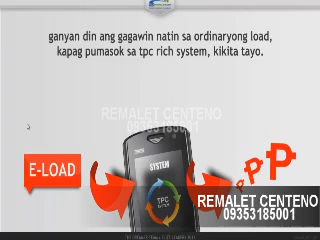 ganyan din ang gagawin natin sa ordinaryong load,
kapag pumasok sa tpc rich system, kikita tayo.
REMALET CENTENO
09353185001
E-LOAD
SYSTEM
TPC
REMALET CENTENO
09353185001